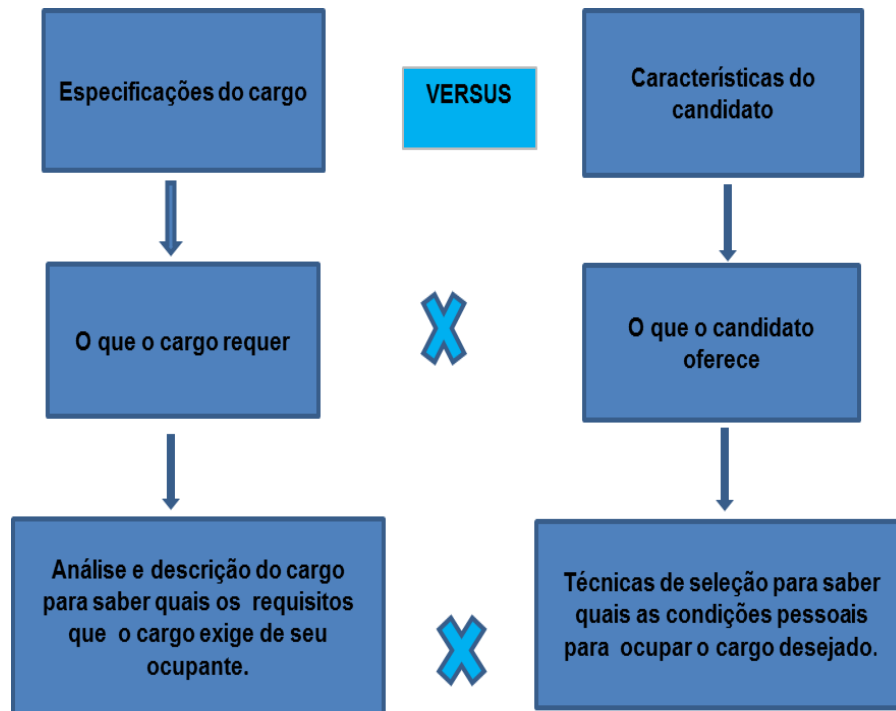 Especificações do cargo
VERSUS
Características do
candidato
O que o cargo requer
O que o candidato
oferece
Análise e descrição do cargo
para saber quais os requisitos
que o cargo exige de seu
ocupante.
Técnicas de seleção para saber
quais as condições pessoais
para ocupar o cargo desejado.